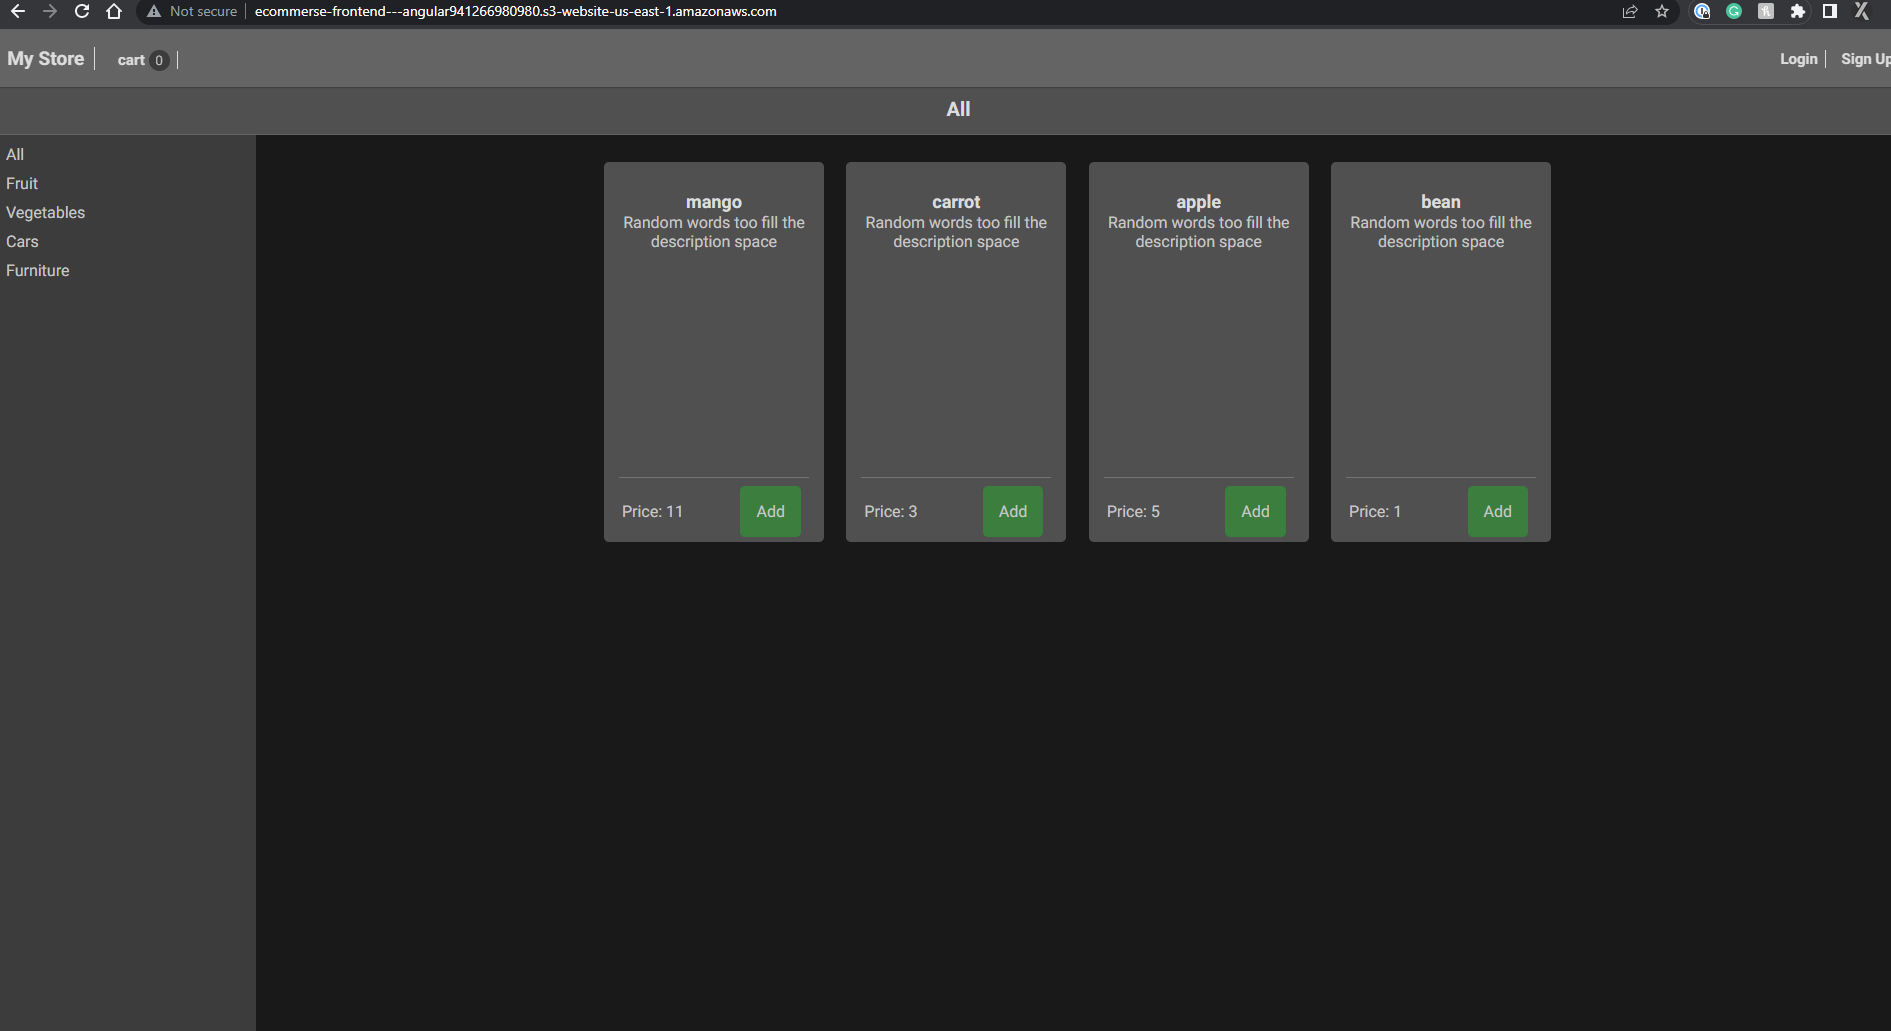 Not secure
ecommerse-frontend---angular941266980980.s3-website-us-east-1.amazonaws.com
My Store
cart 0
Login
Sign Up
All
All
Fruit
Vegetables
Cars
Furniture
mango
Random words too fill the
description space
Price: 11
Add
carrot
Random words too fill the
description space
Price: 3
Add
apple
Random words too fill the
description space
Price: 5
Add
bean
Random words too fill the
description space
Price: 1
Add